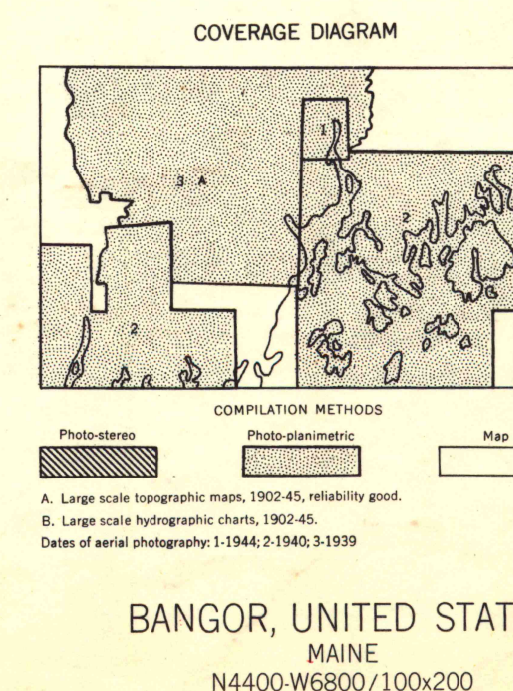 COVERAGE DIAGRAM
1
3 A
2
2
COMPILATION METHODS
Photo-stereo Photo-planimetric Map
A. Large scale topographic maps, 1902-45, reliability good.
B. Large scale hydrographic charts, 1902-45.
Dates of aerial photography: 1-1944; 2-1940; 3-1939
BANGOR, UNITED STAT
MAINE
N4400-W6800/100x200